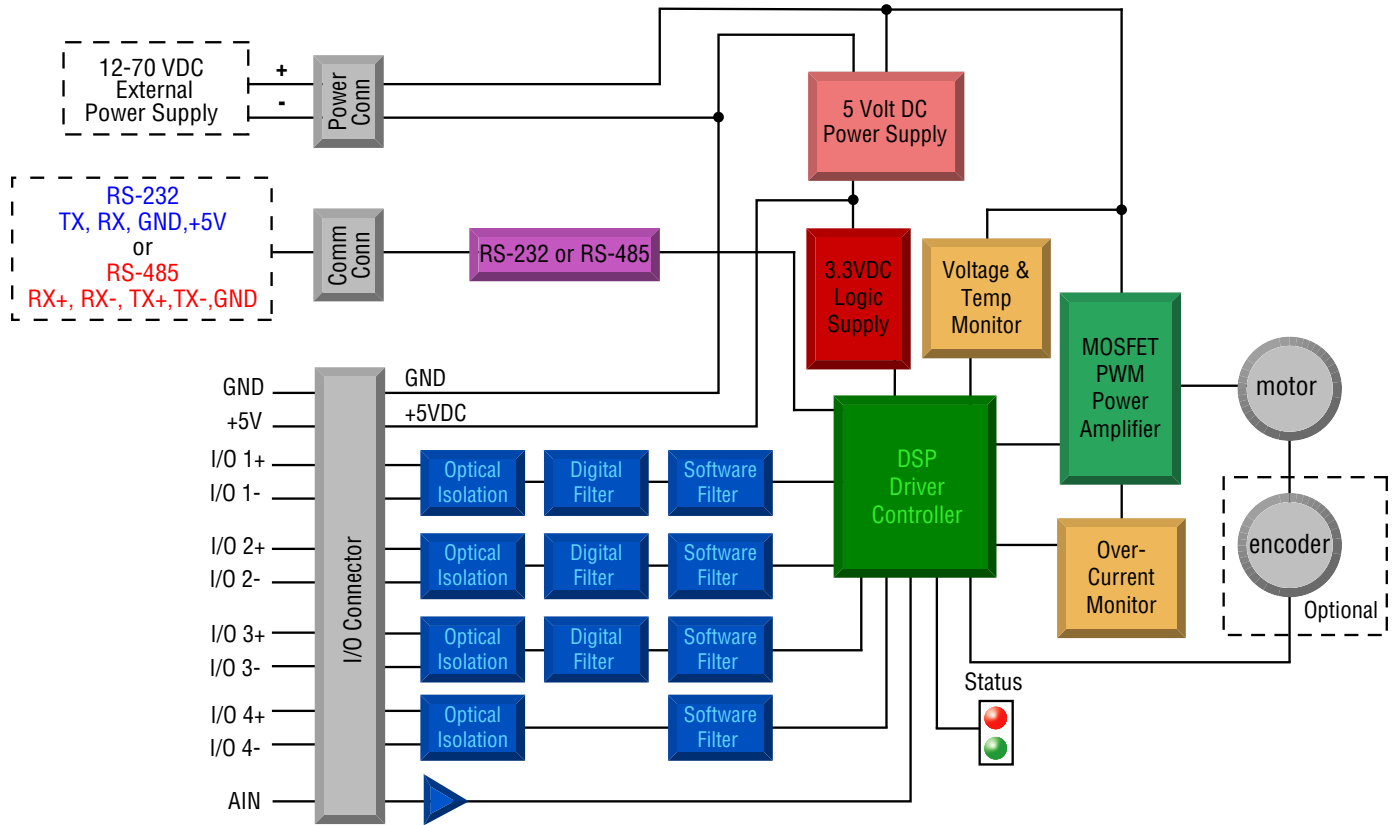 12-70 VDC
External
Power Supply
+
-
Power
Conn
5 Volt DC
Power Supply
RS-232
TX, RX, GND,+5V
or
RS-485
RX+, RX-, TX+,TX-,GND
Comm
Conn
RS-232 or RS-485
3.3VDC
Logic
Supply
Voltage &
Temp
Monitor
MOSFET
PWM
Power
Amplifier
motor
GND
+5V
I/O 1+
I/O 1-
I/O 2+
I/O 2-
I/O 3+
I/O 3-
I/O 4+
I/O 4-
AIN
I/O Connector
GND
+5VDC
Optical
Isolation
Digital
Filter
Software
Filter
Optical
Isolation
Digital
Filter
Software
Filter
Optical
Isolation
Digital
Filter
Software
Filter
Optical
Isolation
Software
Filter
DSP
Driver
Controller
Over-
Current
Monitor
encoder
Optional
Status